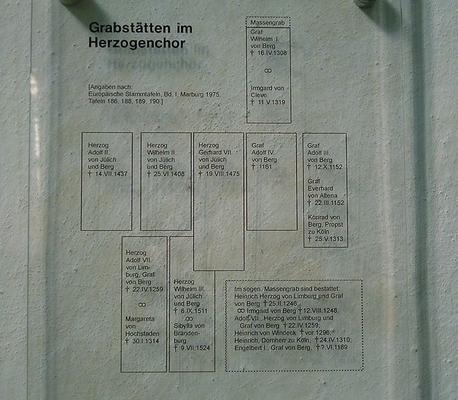 Grabstätten im
Herzogenchor
[Angaben nach:
Europäische Stammtafeln, Bd. I, Marburg 1975,
Tafeln 186, 188, 189, 190.]
Massengrab
Graf
Wilhelm I.
von Berg
† 16.IV.1308
∞
Irmgard von
Cleve
† 11.V.1319
Herzog
Adolf II.
von Jülich
und Berg
† 14.VII.1437
Herzog
Wilhelm II.
von Jülich
und Berg
† 25.VI.1408
Herzog
Gerhard VII.
von Jülich
und Berg
† 19.VIII.1475
Graf
Adolf IV.
von Berg
Graf
Adolf III.
von Berg
† 12.X.1152
Graf
Everhard
von Altena
† 22.III.1152
Konrad von
Berg, Propst
zu Köln
† 25.V.1313
Herzog
Adolf VII.
von Lim-
burg, Graf
von Berg
† 22.IV.1259
∞
Margareta
von
Hochstaden
† 30.I.1314
Herzog
Wilhelm III.
von Jülich
und Berg
† 6.IX.1511
∞
Sibylla von
Branden-
burg
† 9.VII.1524
Im sogen. Massengrab sind bestattet:
Heinrich Herzog von Limburg und Graf
von Berg † 25.II.1246
∞ Irmgard von Berg † 12.VIII.1248,
Adolf VII., Herzog von Limburg und
Graf von Berg † 22.IV.1259,
Heinrich von Windeck † vor 1296,
Heinrich, Domherr zu Köln, † 24.IV.1310,
Engelbert I., Graf von Berg, † ?.VI.1189